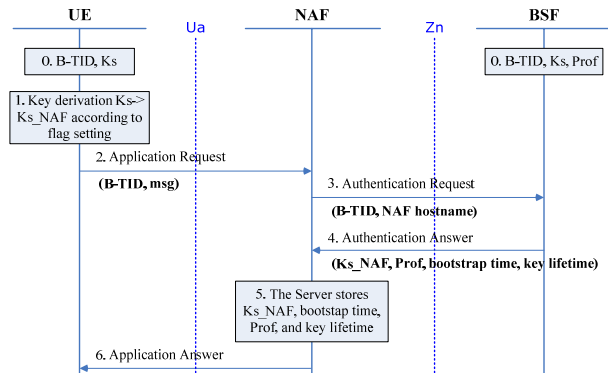 UE
NAF
BSF
Ua
Zn
0. B-TID, Ks
0. B-TID, Ks, Prof
1. Key derivation Ks->
Ks_NAF according to
flag setting
2. Application Request
(B-TID, msg)
3. Authentication Request
(B-TID, NAF hostname)
4. Authentication Answer
(Ks_NAF, Prof, bootstrap time, key lifetime)
5. The Server stores
Ks_NAF, bootstap time,
Prof, and key lifetime
6. Application Answer